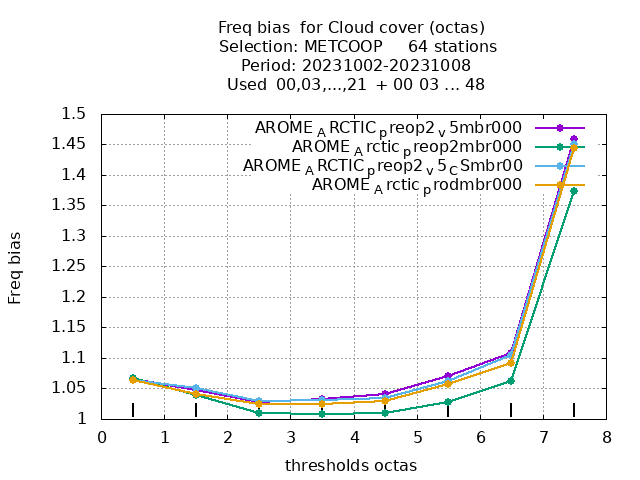 Freq bias  for Cloud cover (octas)
Selection: METCOOP     64 stations
Period: 20231002-20231008
Used  00,03,...,21  + 00 03 ... 48
AROME_ARCTIC_preop2_v5mbr000
AROME_Arctic_preop2mbr000
AROME_ARCTIC_preop2_v5_CSmbr00
AROME_Arctic_prodmbr000
1.5
1.45
1.4
1.35
1.3
1.25
1.2
1.15
1.1
1.05
1
Freq bias
0 1 2 3 4 5 6 7 8
thresholds octas